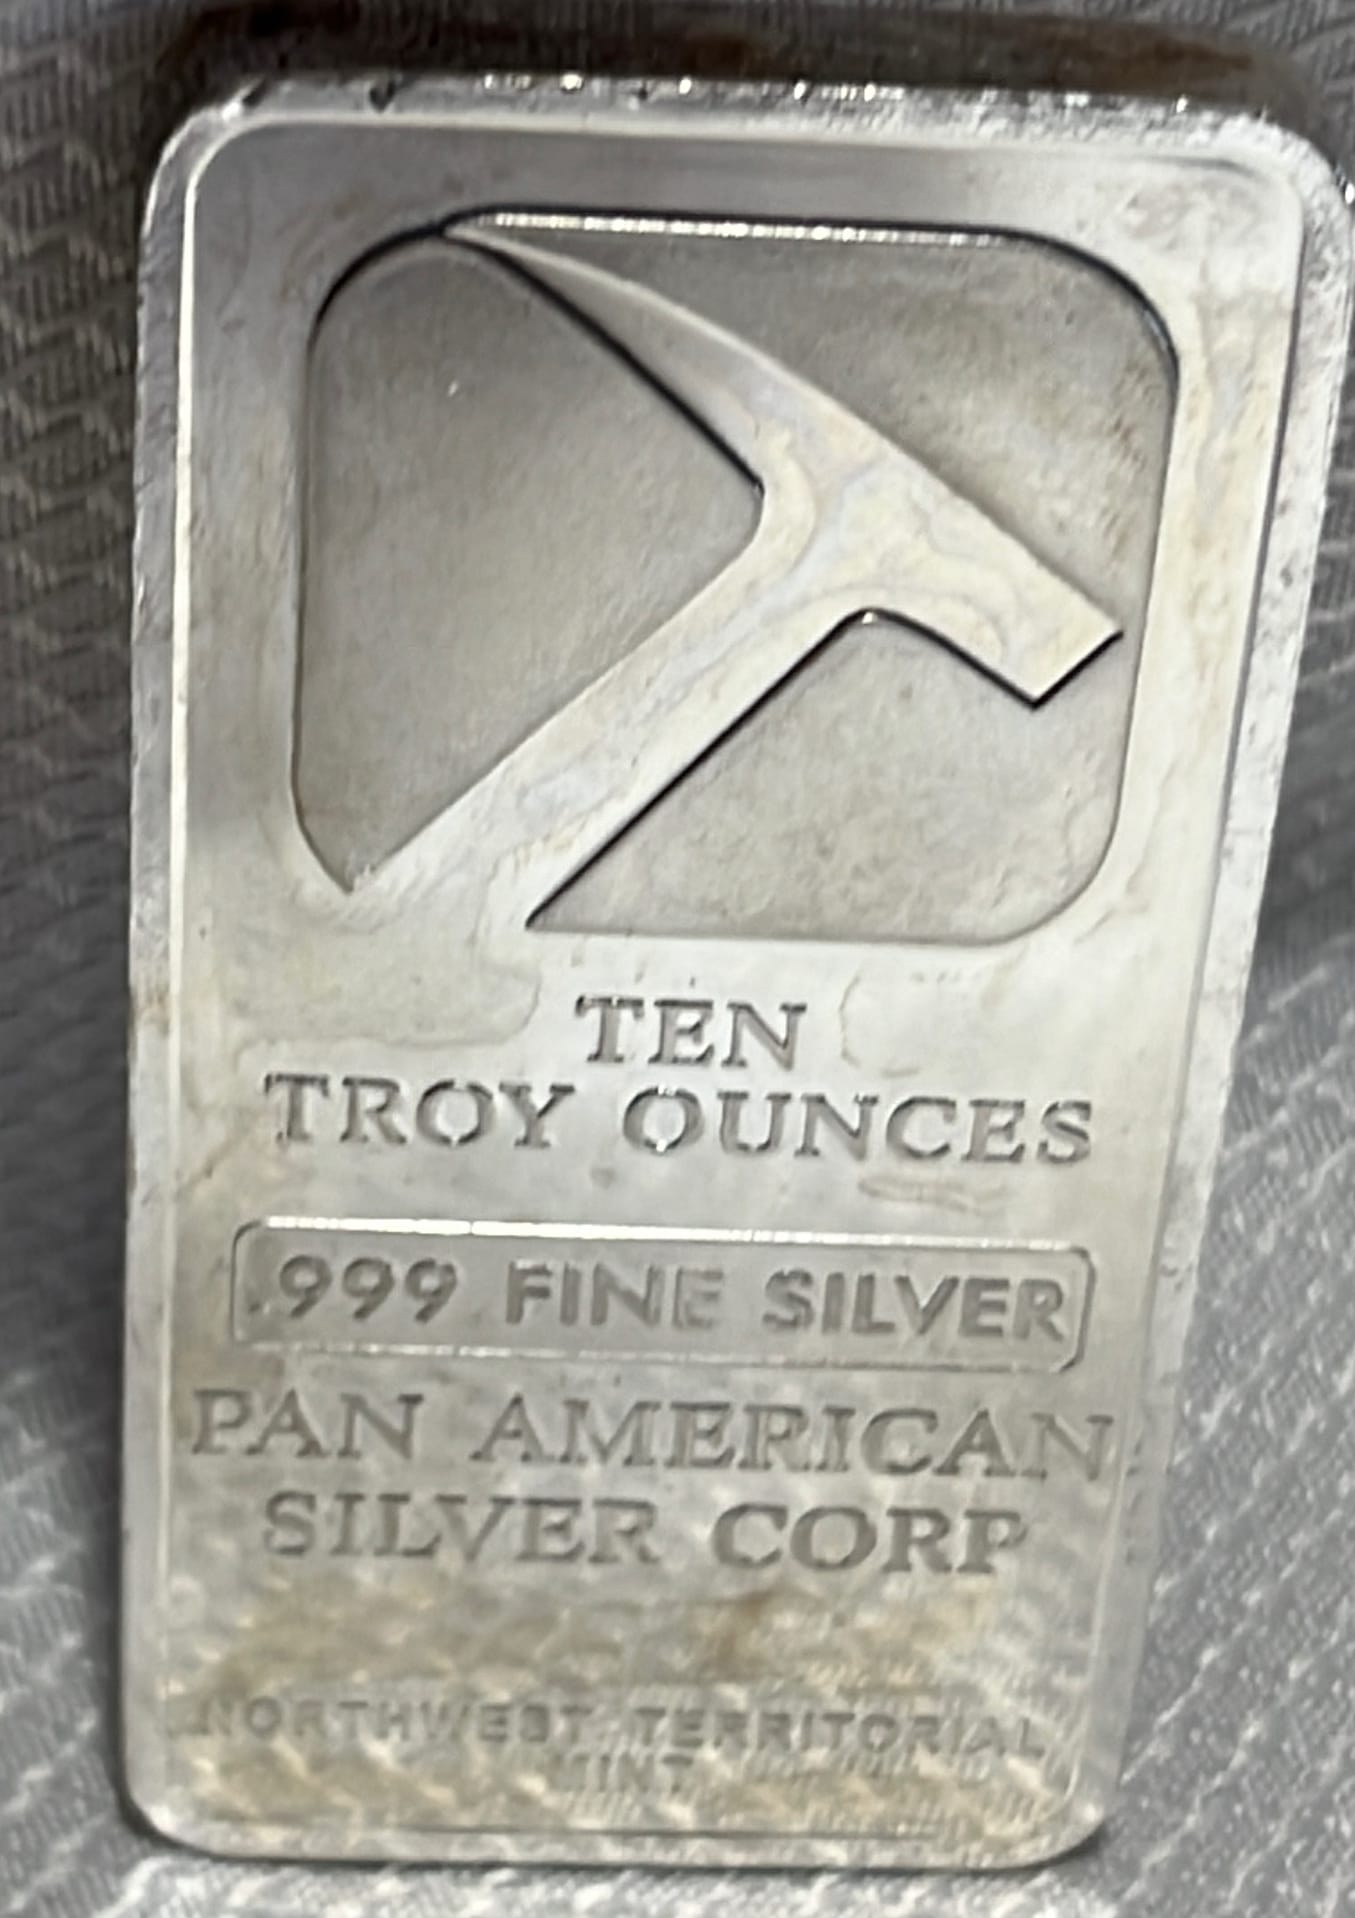 TEN
TROY OUNCES
.999 FINE SILVER
PAN AMERICAN
SILVER CORP
NORTHWEST TERRITORIAL
MINT